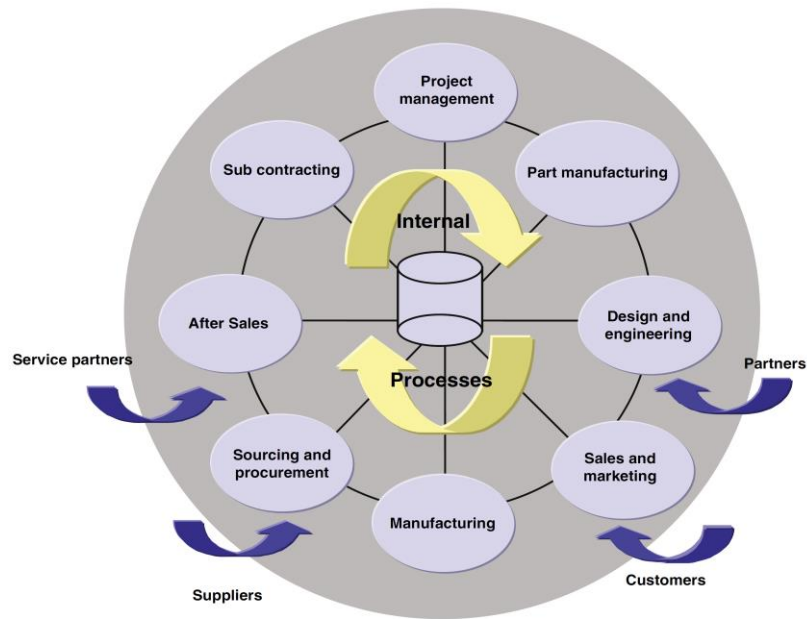 Project
management
Sub contracting
Part manufacturing
Internal
After Sales
Design and
engineering
Service partners
Partners
Processes
Sourcing and
procurement
Sales and
marketing
Manufacturing
Suppliers
Customers